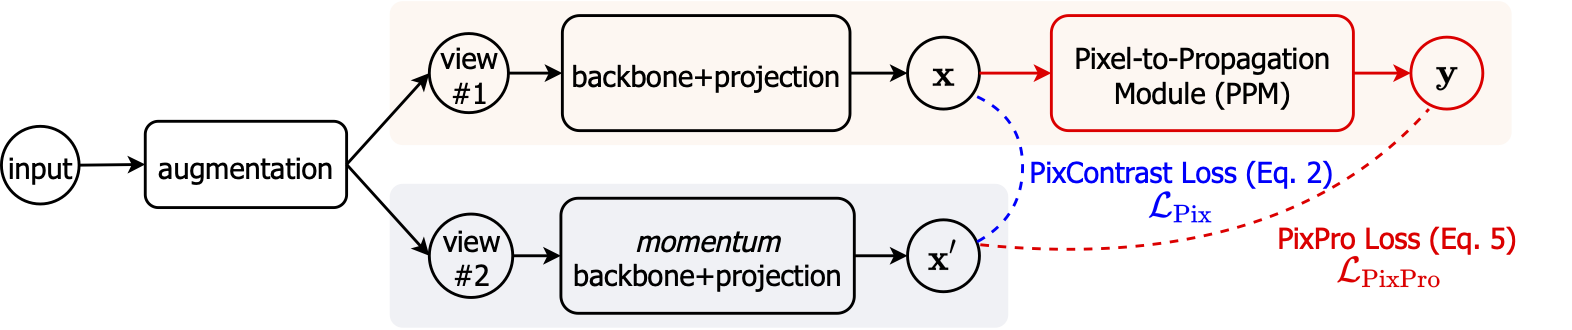 input
augmentation
view
#1
backbone+projection
x
Pixel-to-Propagation
Module (PPM)
y
PixContrast Loss (Eq. 2)
ℒPix
view
#2
momentum
backbone+projection
x′
PixPro Loss (Eq. 5)
ℒPixPro